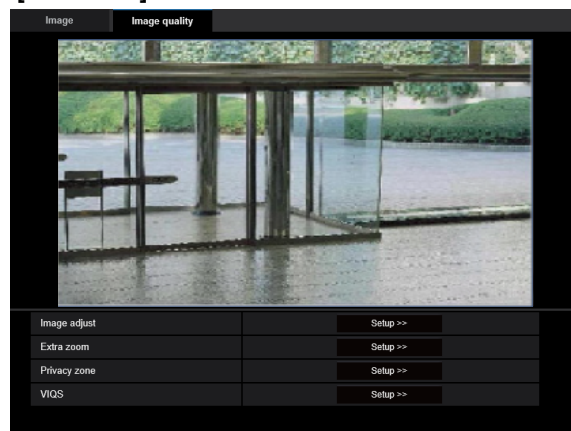 Image Image quality
Image adjust Setup >>
Extra zoom Setup >>
Privacy zone Setup >>
VIQS Setup >>